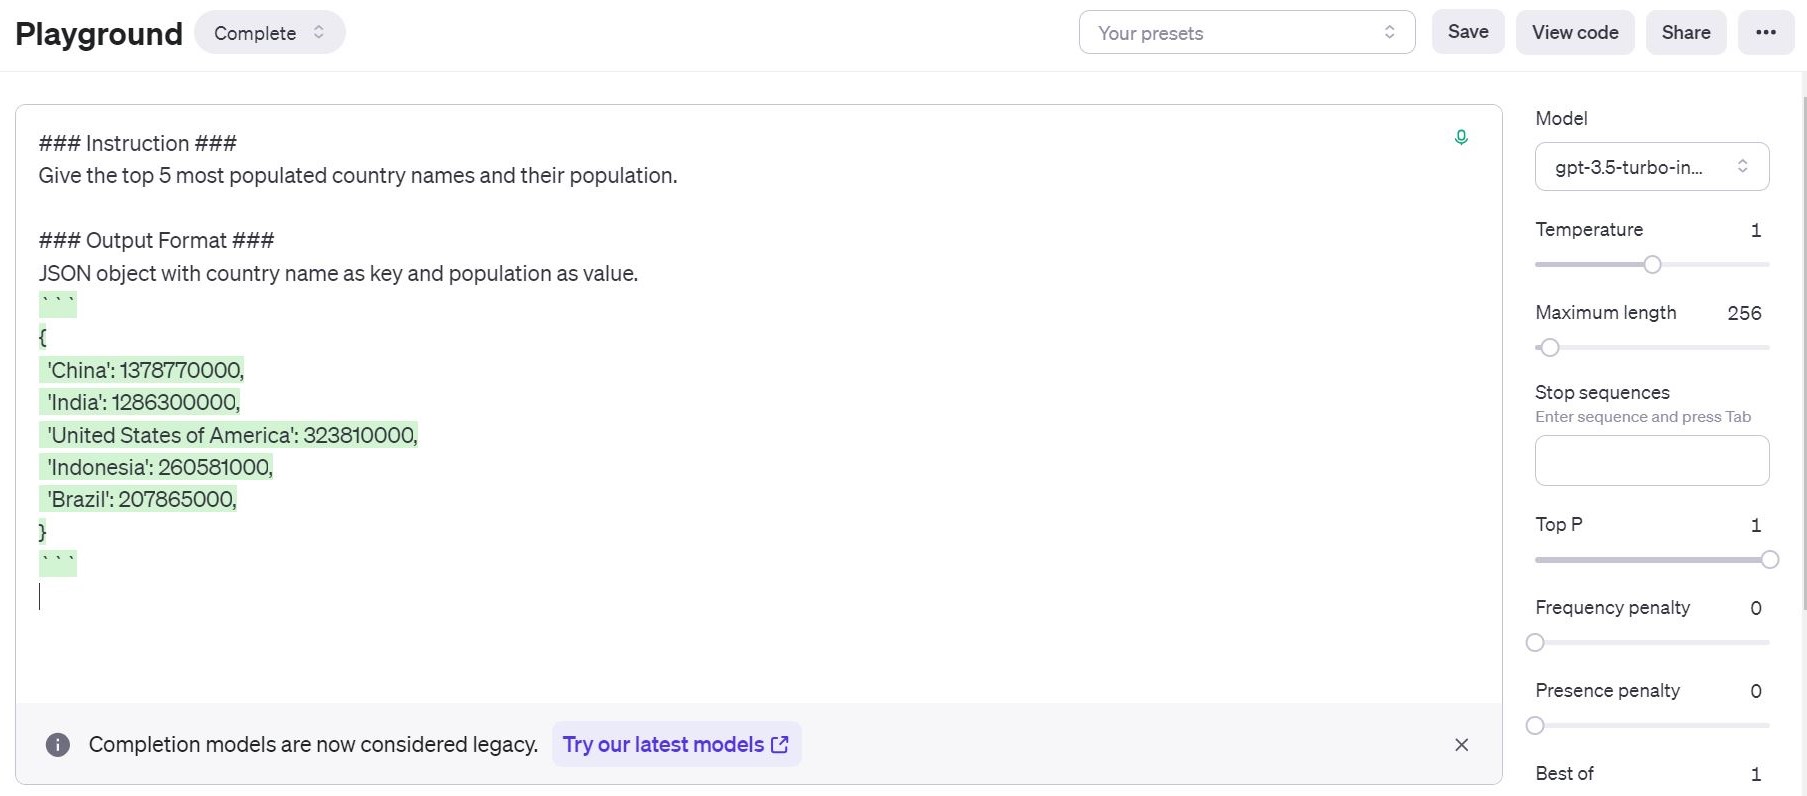 Playground
Complete
Your presets
Save
View code
Share
### Instruction ###
Give the top 5 most populated country names and their population.
### Output Format ###
JSON object with country name as key and population as value.
```
{
'China': 1378770000,
'India': 1286300000,
'United States of America': 323810000,
'Indonesia': 260581000,
'Brazil': 207865000,
}
```
Completion models are now considered legacy. Try our latest models
Model
gpt-3.5-turbo-in...
Temperature 1
Maximum length 256
Stop sequences
Enter sequence and press Tab
Top P 1
Frequency penalty 0
Presence penalty 0
Best of 1